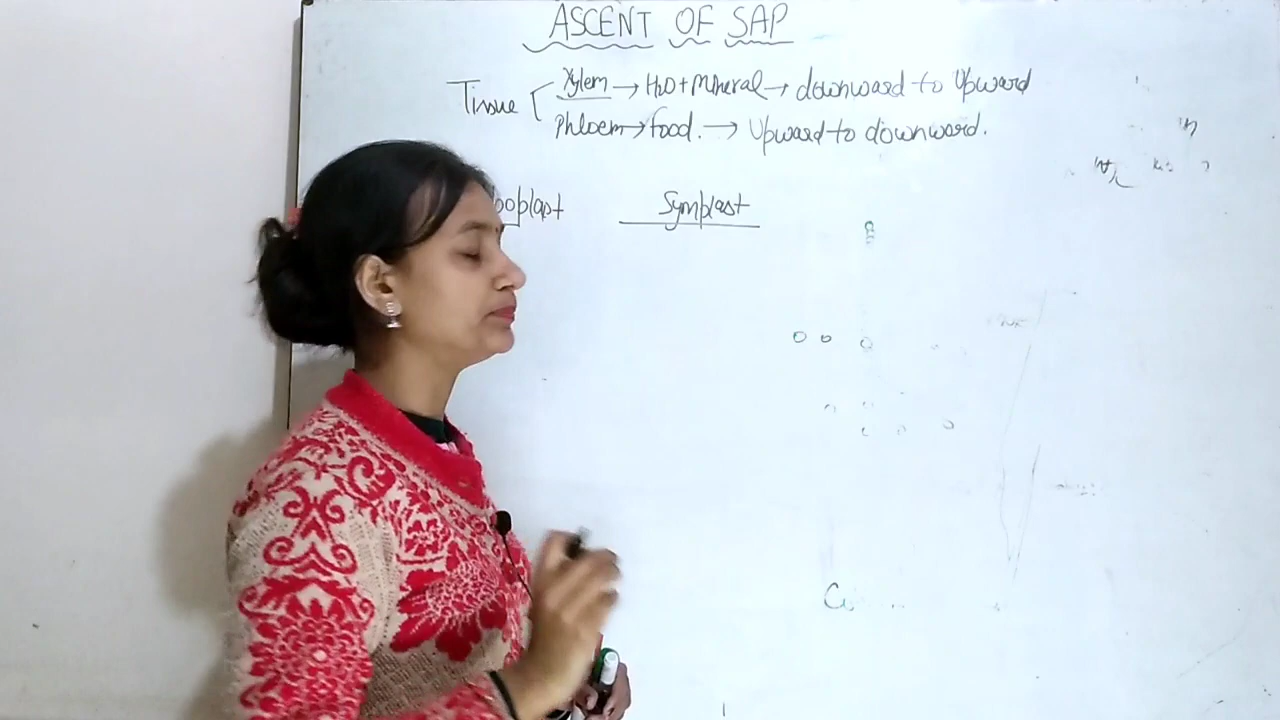 ASCENT OF SAP
Tissue
Xylem → H2O + Mineral → downward to Upward
Phloem → food. → Upward to downward.
Symplast